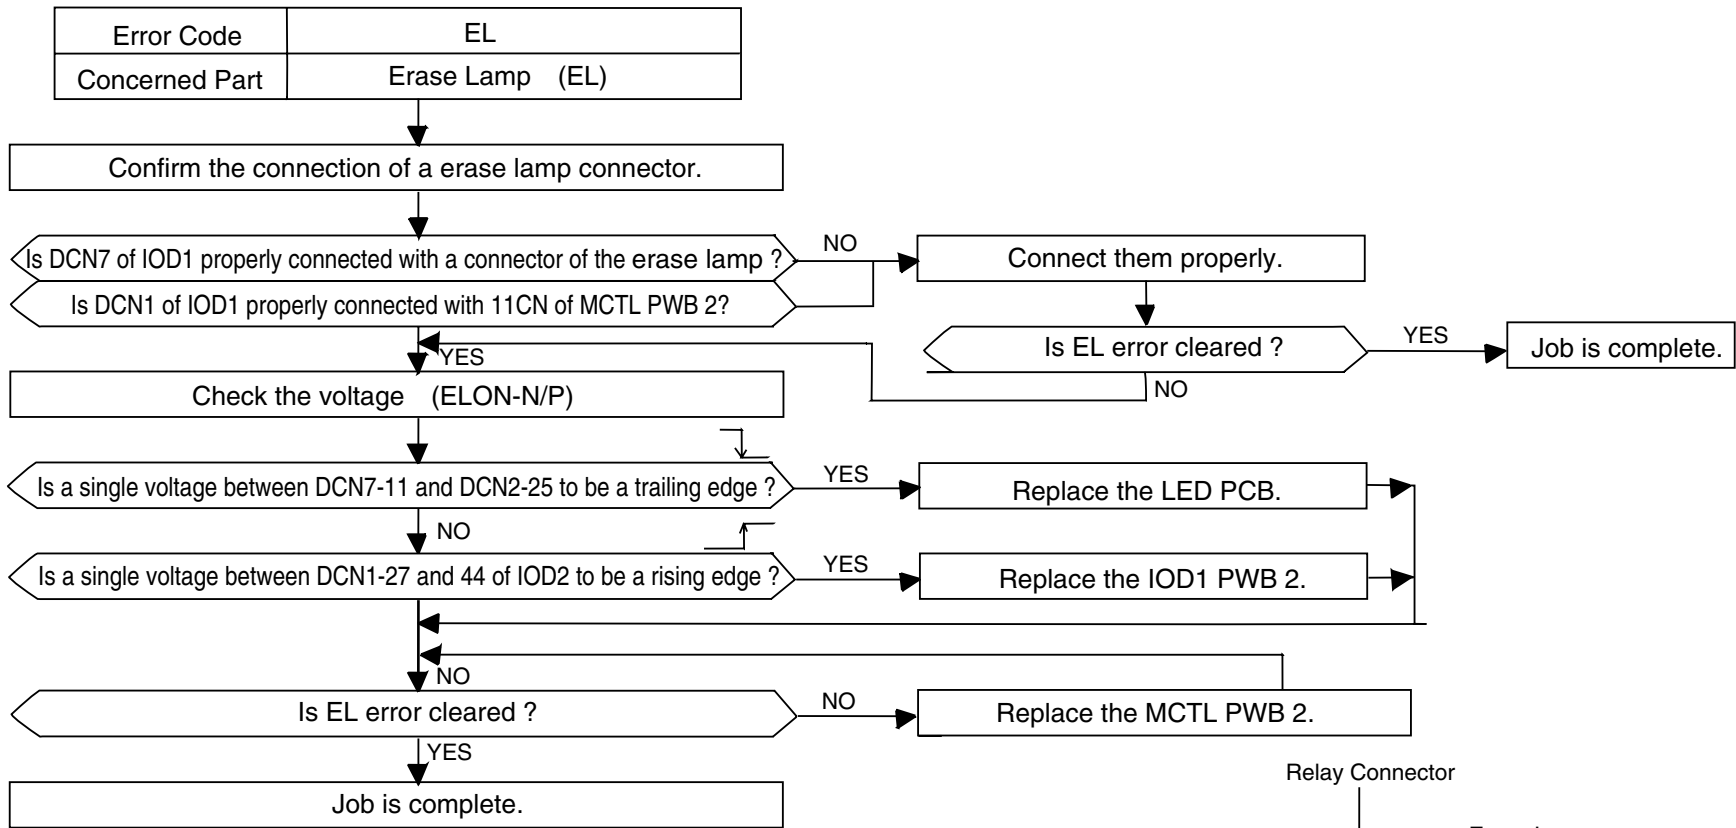 Error Code EL
Concerned Part Erase Lamp (EL)
Confirm the connection of a erase lamp connector.
Is DCN7 of IOD1 properly connected with a connector of the erase lamp ?
NO
Connect them properly.
Is DCN1 of IOD1 properly connected with 11CN of MCTL PWB 2?
Is EL error cleared ?
YES
Job is complete.
NO
YES
Check the voltage (ELON-N/P)
Is a single voltage between DCN7-11 and DCN2-25 to be a trailing edge ?
YES
Replace the LED PCB.
NO
Is a single voltage between DCN1-27 and 44 of IOD2 to be a rising edge ?
YES
Replace the IOD1 PWB 2.
NO
Is EL error cleared ?
NO
Replace the MCTL PWB 2.
YES
Job is complete.
Relay Connector